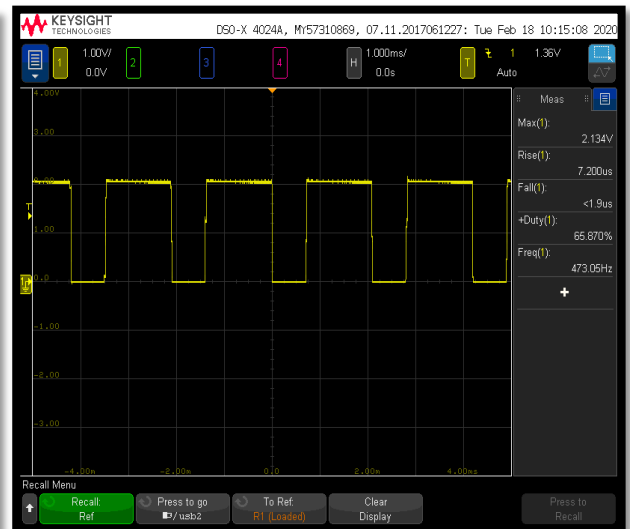 KEYSIGHT
TECHNOLOGIES
DSO-X 4024A, MY57310869, 07.11.2017061227: Tue Feb 18 10:15:08 2020
1 1.00V/ 2 3 4 H 1.000ms/ T 1 1.36V
0.0V 0.0s Auto
4.00V
3.00
2.00
T
1.00
0.0
-1.00
-2.00
-3.00
-4.00m -2.00m 0.0 2.00m 4.00ms
Meas
Max(1):
2.134V
Rise(1):
7.200us
Fall(1):
<1.9us
+Duty(1):
65.870%
Freq(1):
473.05Hz
+
Recall Menu
Recall: Press to go To Ref: Clear Press to
Ref /usb2 R1 (Loaded) Display Recall